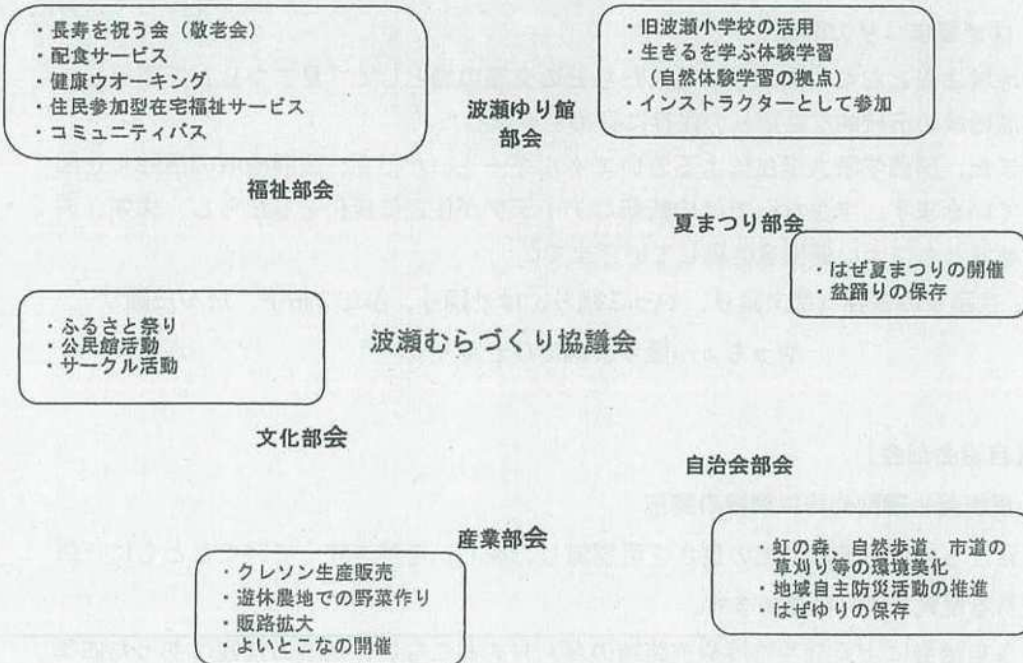 ・長寿を祝う会（敬老会）
・配食サービス
・健康ウオーキング
・住民参加型在宅福祉サービス
・コミュニティバス
福祉部会
・旧波瀬小学校の活用
・生きるを学ぶ体験学習
（自然体験学習の拠点）
・インストラクターとして参加
波瀬ゆり館
部会
夏まつり部会
・はぜ夏まつりの開催
・盆踊りの保存
・ふるさと祭り
・公民館活動
・サークル活動
文化部会
波瀬むらづくり協議会
自治会部会
虹の森、自然歩道、市道の
草刈り等の環境美化
・地域自主防災活動の推進
・はぜゆりの保存
産業部会
・クレソン生産販売
・遊休農地での野菜作り
・販路拡大
・よいとこなの開催